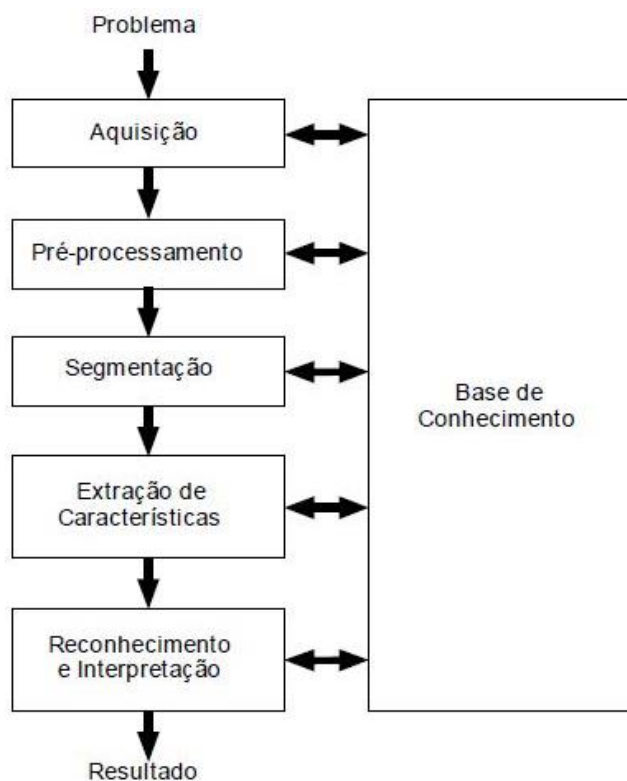 Problema
Aquisição
Pré-processamento
Segmentação
Extração de
Características
Reconhecimento
e Interpretação
Resultado
Base de
Conhecimento